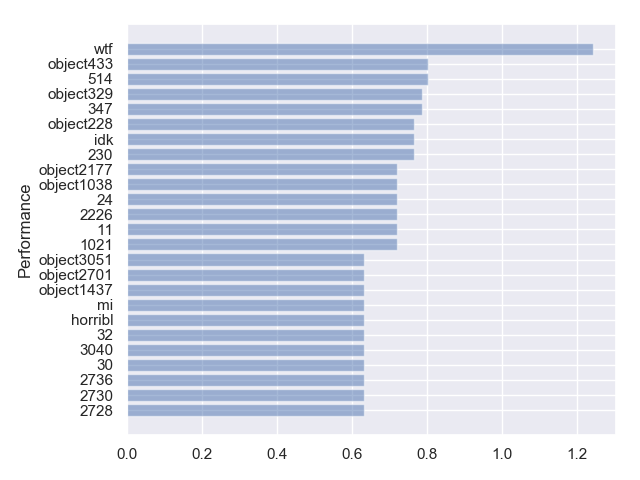 wtf
object433
514
object329
347
object228
idk
230
object2177
object1038
24
2226
11
1021
object3051
object2701
object1437
mi
horribl
32
3040
30
2736
2730
2728
Performance
0.0 0.2 0.4 0.6 0.8 1.0 1.2